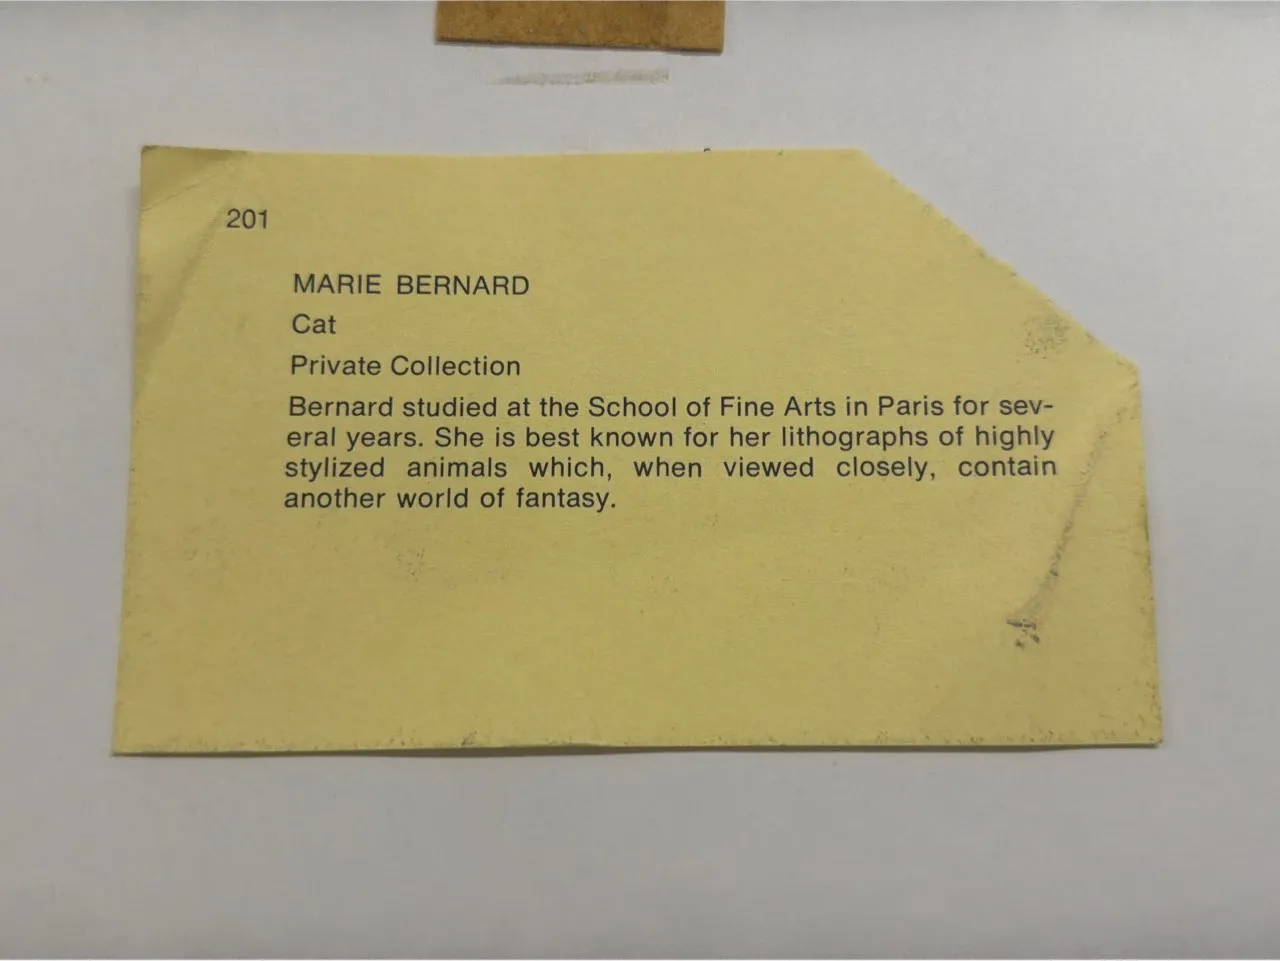 201
MARIE BERNARD
Cat
Private Collection
Bernard studied at the School of Fine Arts in Paris for sev-
eral years. She is best known for her lithographs of highly
stylized animals which, when viewed closely, contain
another world of fantasy.